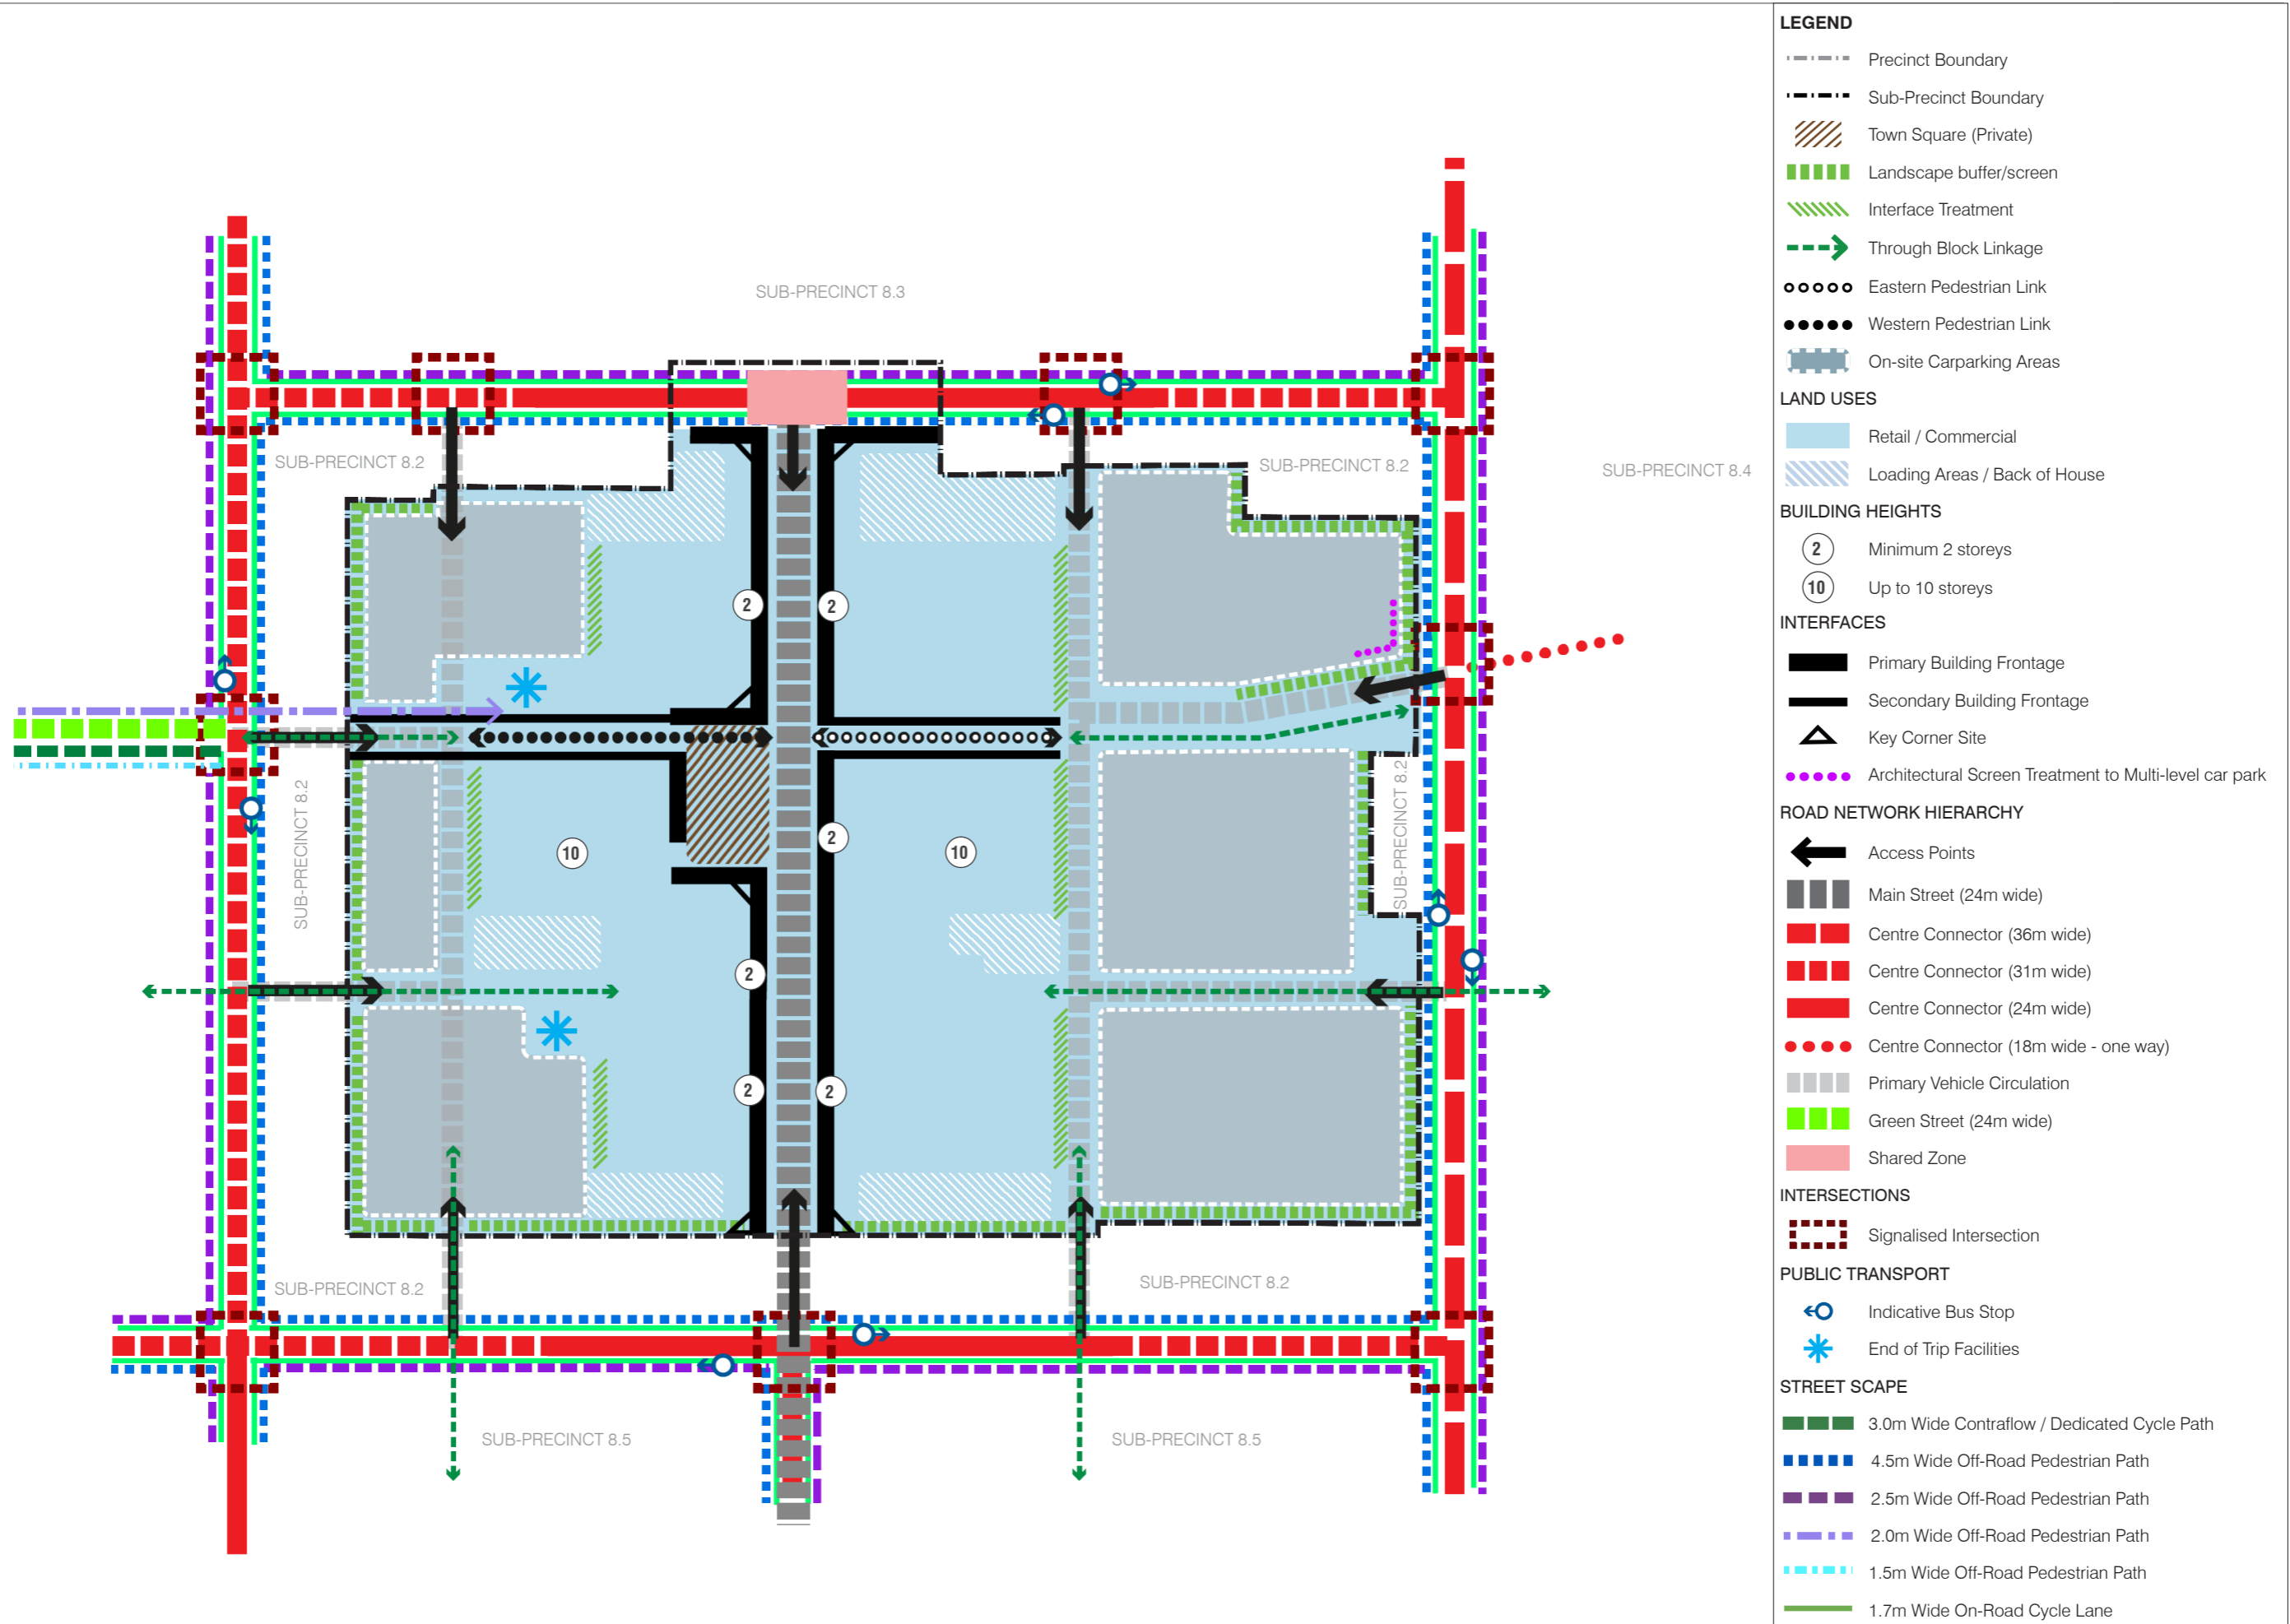 SUB-PRECINCT 8.3
SUB-PRECINCT 8.2
SUB-PRECINCT 8.2
SUB-PRECINCT 8.4
2
2
SUB-PRECINCT 8.2
SUB-PRECINCT 8.2
10
2
10
2
2
2
SUB-PRECINCT 8.2
SUB-PRECINCT 8.2
SUB-PRECINCT 8.5
SUB-PRECINCT 8.5
LEGEND
Precinct Boundary
Sub-Precinct Boundary
Town Square (Private)
Landscape buffer/screen
Interface Treatment
Through Block Linkage
Eastern Pedestrian Link
Western Pedestrian Link
On-site Carparking Areas
LAND USES
Retail / Commercial
Loading Areas / Back of House
BUILDING HEIGHTS
2 Minimum 2 storeys
10 Up to 10 storeys
INTERFACES
Primary Building Frontage
Secondary Building Frontage
Key Corner Site
Architectural Screen Treatment to Multi-level car park
ROAD NETWORK HIERARCHY
Access Points
Main Street (24m wide)
Centre Connector (36m wide)
Centre Connector (31m wide)
Centre Connector (24m wide)
Centre Connector (18m wide - one way)
Primary Vehicle Circulation
Green Street (24m wide)
Shared Zone
INTERSECTIONS
Signalised Intersection
PUBLIC TRANSPORT
Indicative Bus Stop
End of Trip Facilities
STREET SCAPE
3.0m Wide Contraflow / Dedicated Cycle Path
4.5m Wide Off-Road Pedestrian Path
2.5m Wide Off-Road Pedestrian Path
2.0m Wide Off-Road Pedestrian Path
1.5m Wide Off-Road Pedestrian Path
1.7m Wide On-Road Cycle Lane